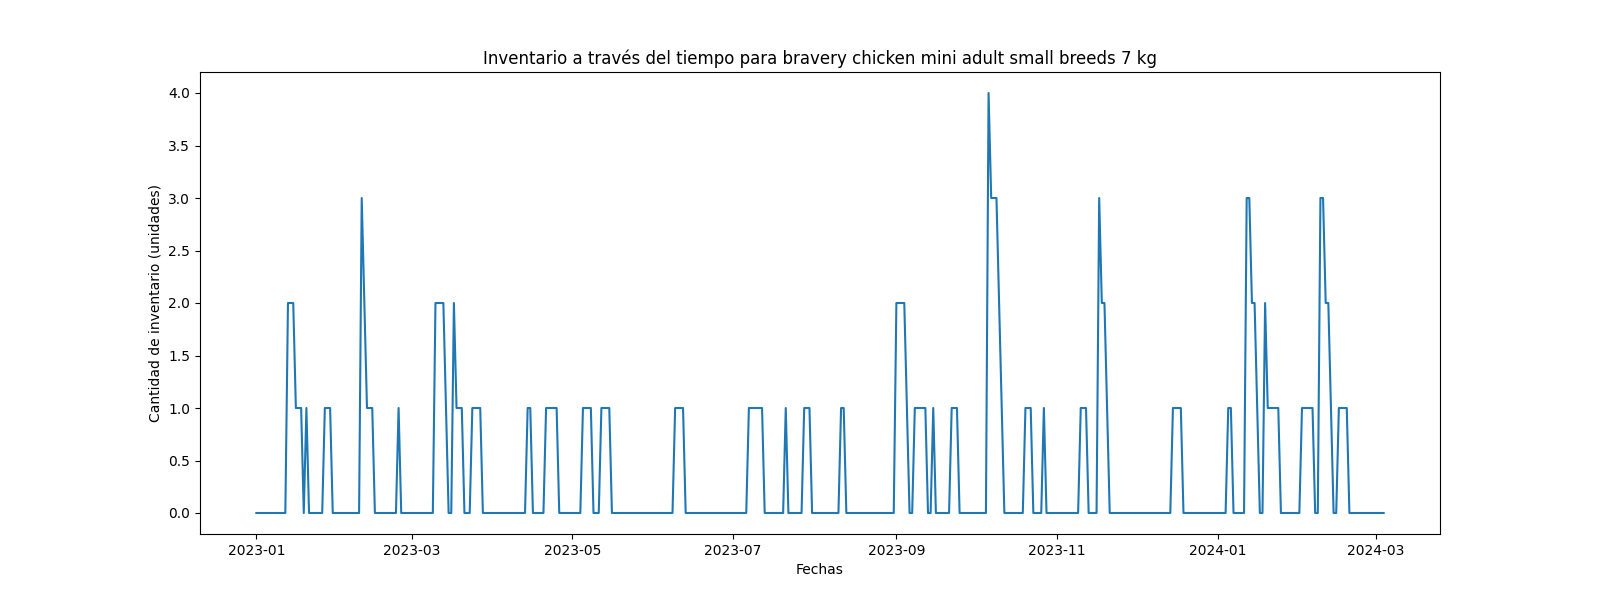 Inventario a través del tiempo para bravery chicken mini adult small breeds 7 kg
Cantidad de inventario (unidades)
4.0
3.5
3.0
2.5
2.0
1.5
1.0
0.5
0.0
2023-01 2023-03 2023-05 2023-07 2023-09 2023-11 2024-01 2024-03
Fechas